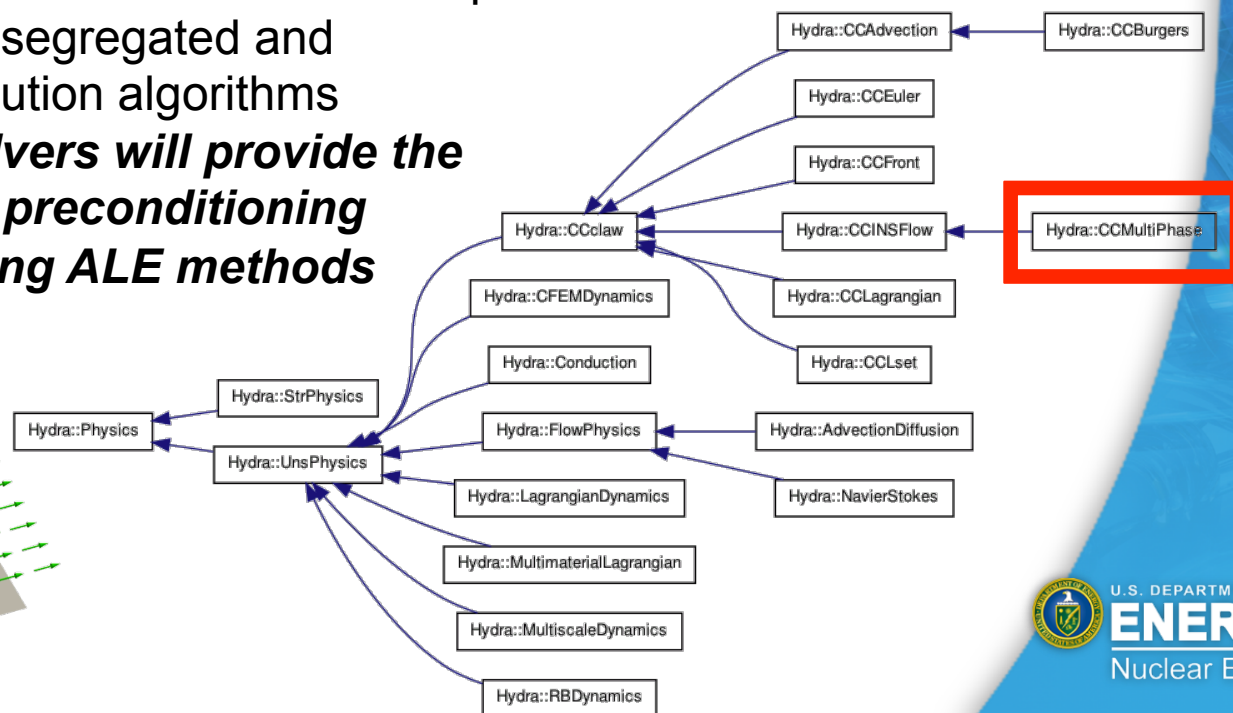 segregated and
ution algorithms
lvers will provide the
preconditioning
ng ALE methods
Hydra::CCAdvection
Hydra::CCBurgers
Hydra::CCEuler
Hydra::CCFront
Hydra::CCclaw
Hydra::CCINSFlow
Hydra::CCMultiPhase
Hydra::CFEMDynamics
Hydra::CCLagrangian
Hydra::Conduction
Hydra::CCLset
Hydra::StrPhysics
Hydra::Physics
Hydra::FlowPhysics
Hydra::AdvectionDiffusion
Hydra::UnsPhysics
Hydra::LagrangianDynamics
Hydra::NavierStokes
Hydra::MultimaterialLagrangian
Hydra::MultiscaleDynamics
Hydra::RBDynamics
U.S. DEPARTM
ENER
Nuclear E